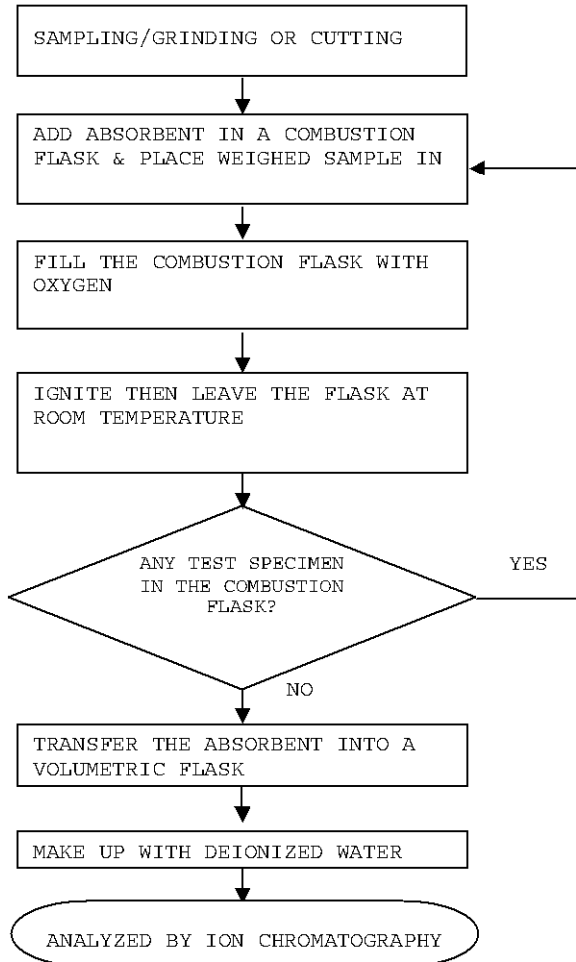 SAMPLING/GRINDING OR CUTTING
ADD ABSORBENT IN A COMBUSTION
FLASK & PLACE WEIGHED SAMPLE IN
FILL THE COMBUSTION FLASK WITH
OXYGEN
IGNITE THEN LEAVE THE FLASK AT
ROOM TEMPERATURE
ANY TEST SPECIMEN
IN THE COMBUSTION
FLASK?
YES
NO
TRANSFER THE ABSORBENT INTO A
VOLUMETRIC FLASK
MAKE UP WITH DEIONIZED WATER
ANALYZED BY ION CHROMATOGRAPHY